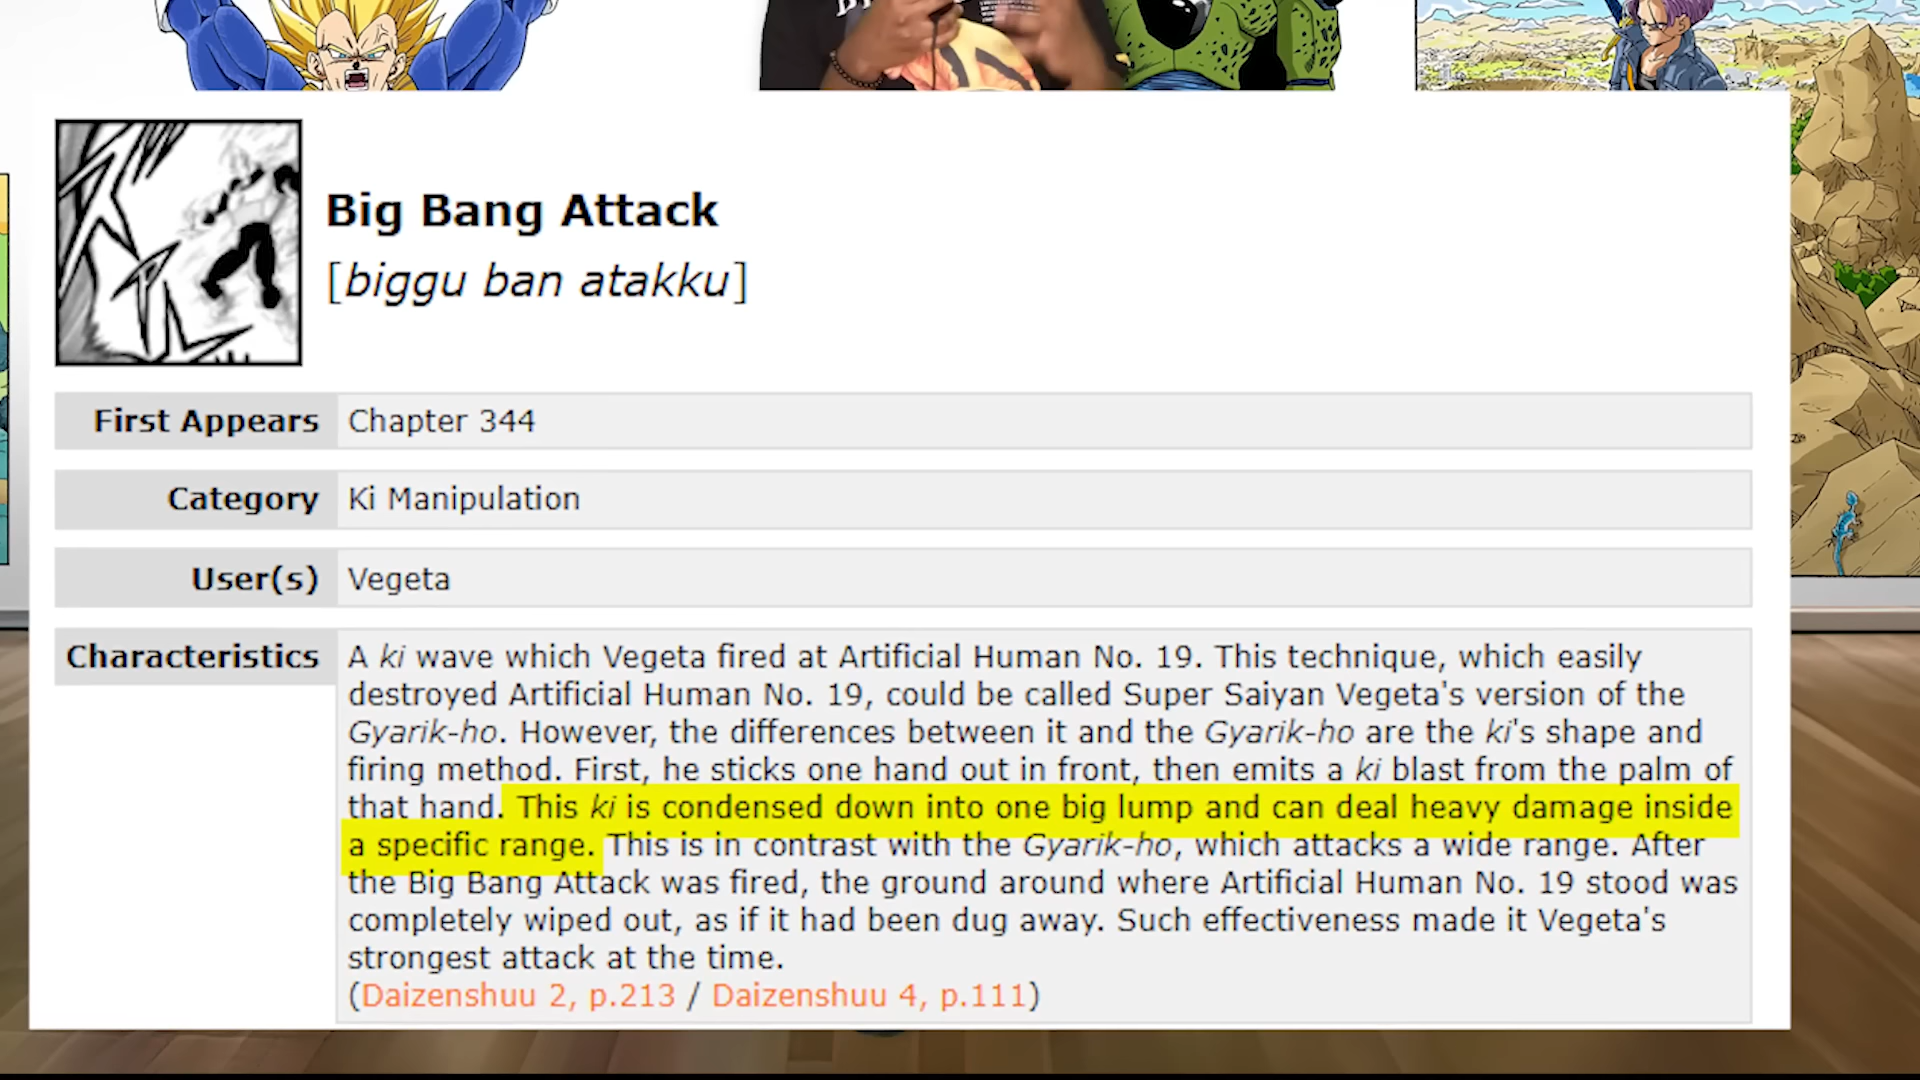 Big Bang Attack
[biggu ban atakku]
First Appears
Chapter 344
Category
Ki Manipulation
User(s)
Vegeta
Characteristics
A ki wave which Vegeta fired at Artificial Human No. 19. This technique, which easily
destroyed Artificial Human No. 19, could be called Super Saiyan Vegeta's version of the
Gyarik-ho. However, the differences between it and the Gyarik-ho are the ki's shape and
firing method. First, he sticks one hand out in front, then emits a ki blast from the palm of
that hand. This ki is condensed down into one big lump and can deal heavy damage inside
a specific range. This is in contrast with the Gyarik-ho, which attacks a wide range. After
the Big Bang Attack was fired, the ground around where Artificial Human No. 19 stood was
completely wiped out, as if it had been dug away. Such effectiveness made it Vegeta's
strongest attack at the time.
(Daizenshuu 2, p.213 / Daizenshuu 4, p.111)